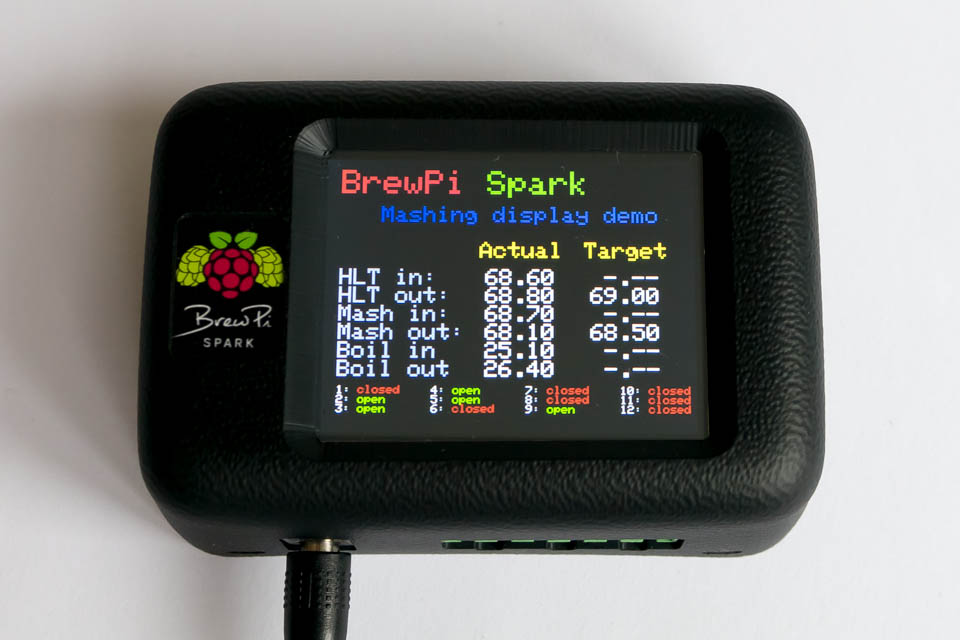 BrewPi Spark
Mashing display demo
Actual Target
HLT in: 68.60 -.--
HLT out: 68.80 69.00
Mash in: 68.70 -.--
Mash out: 68.10 68.50
Boil in 25.10 -.--
Boil out 26.40 -.--
1: closed 4: open 7: closed 10: closed
2: open 5: open 8: closed 11: closed
3: open 6: closed 9: open 12: closed
BrewPi
SPARK